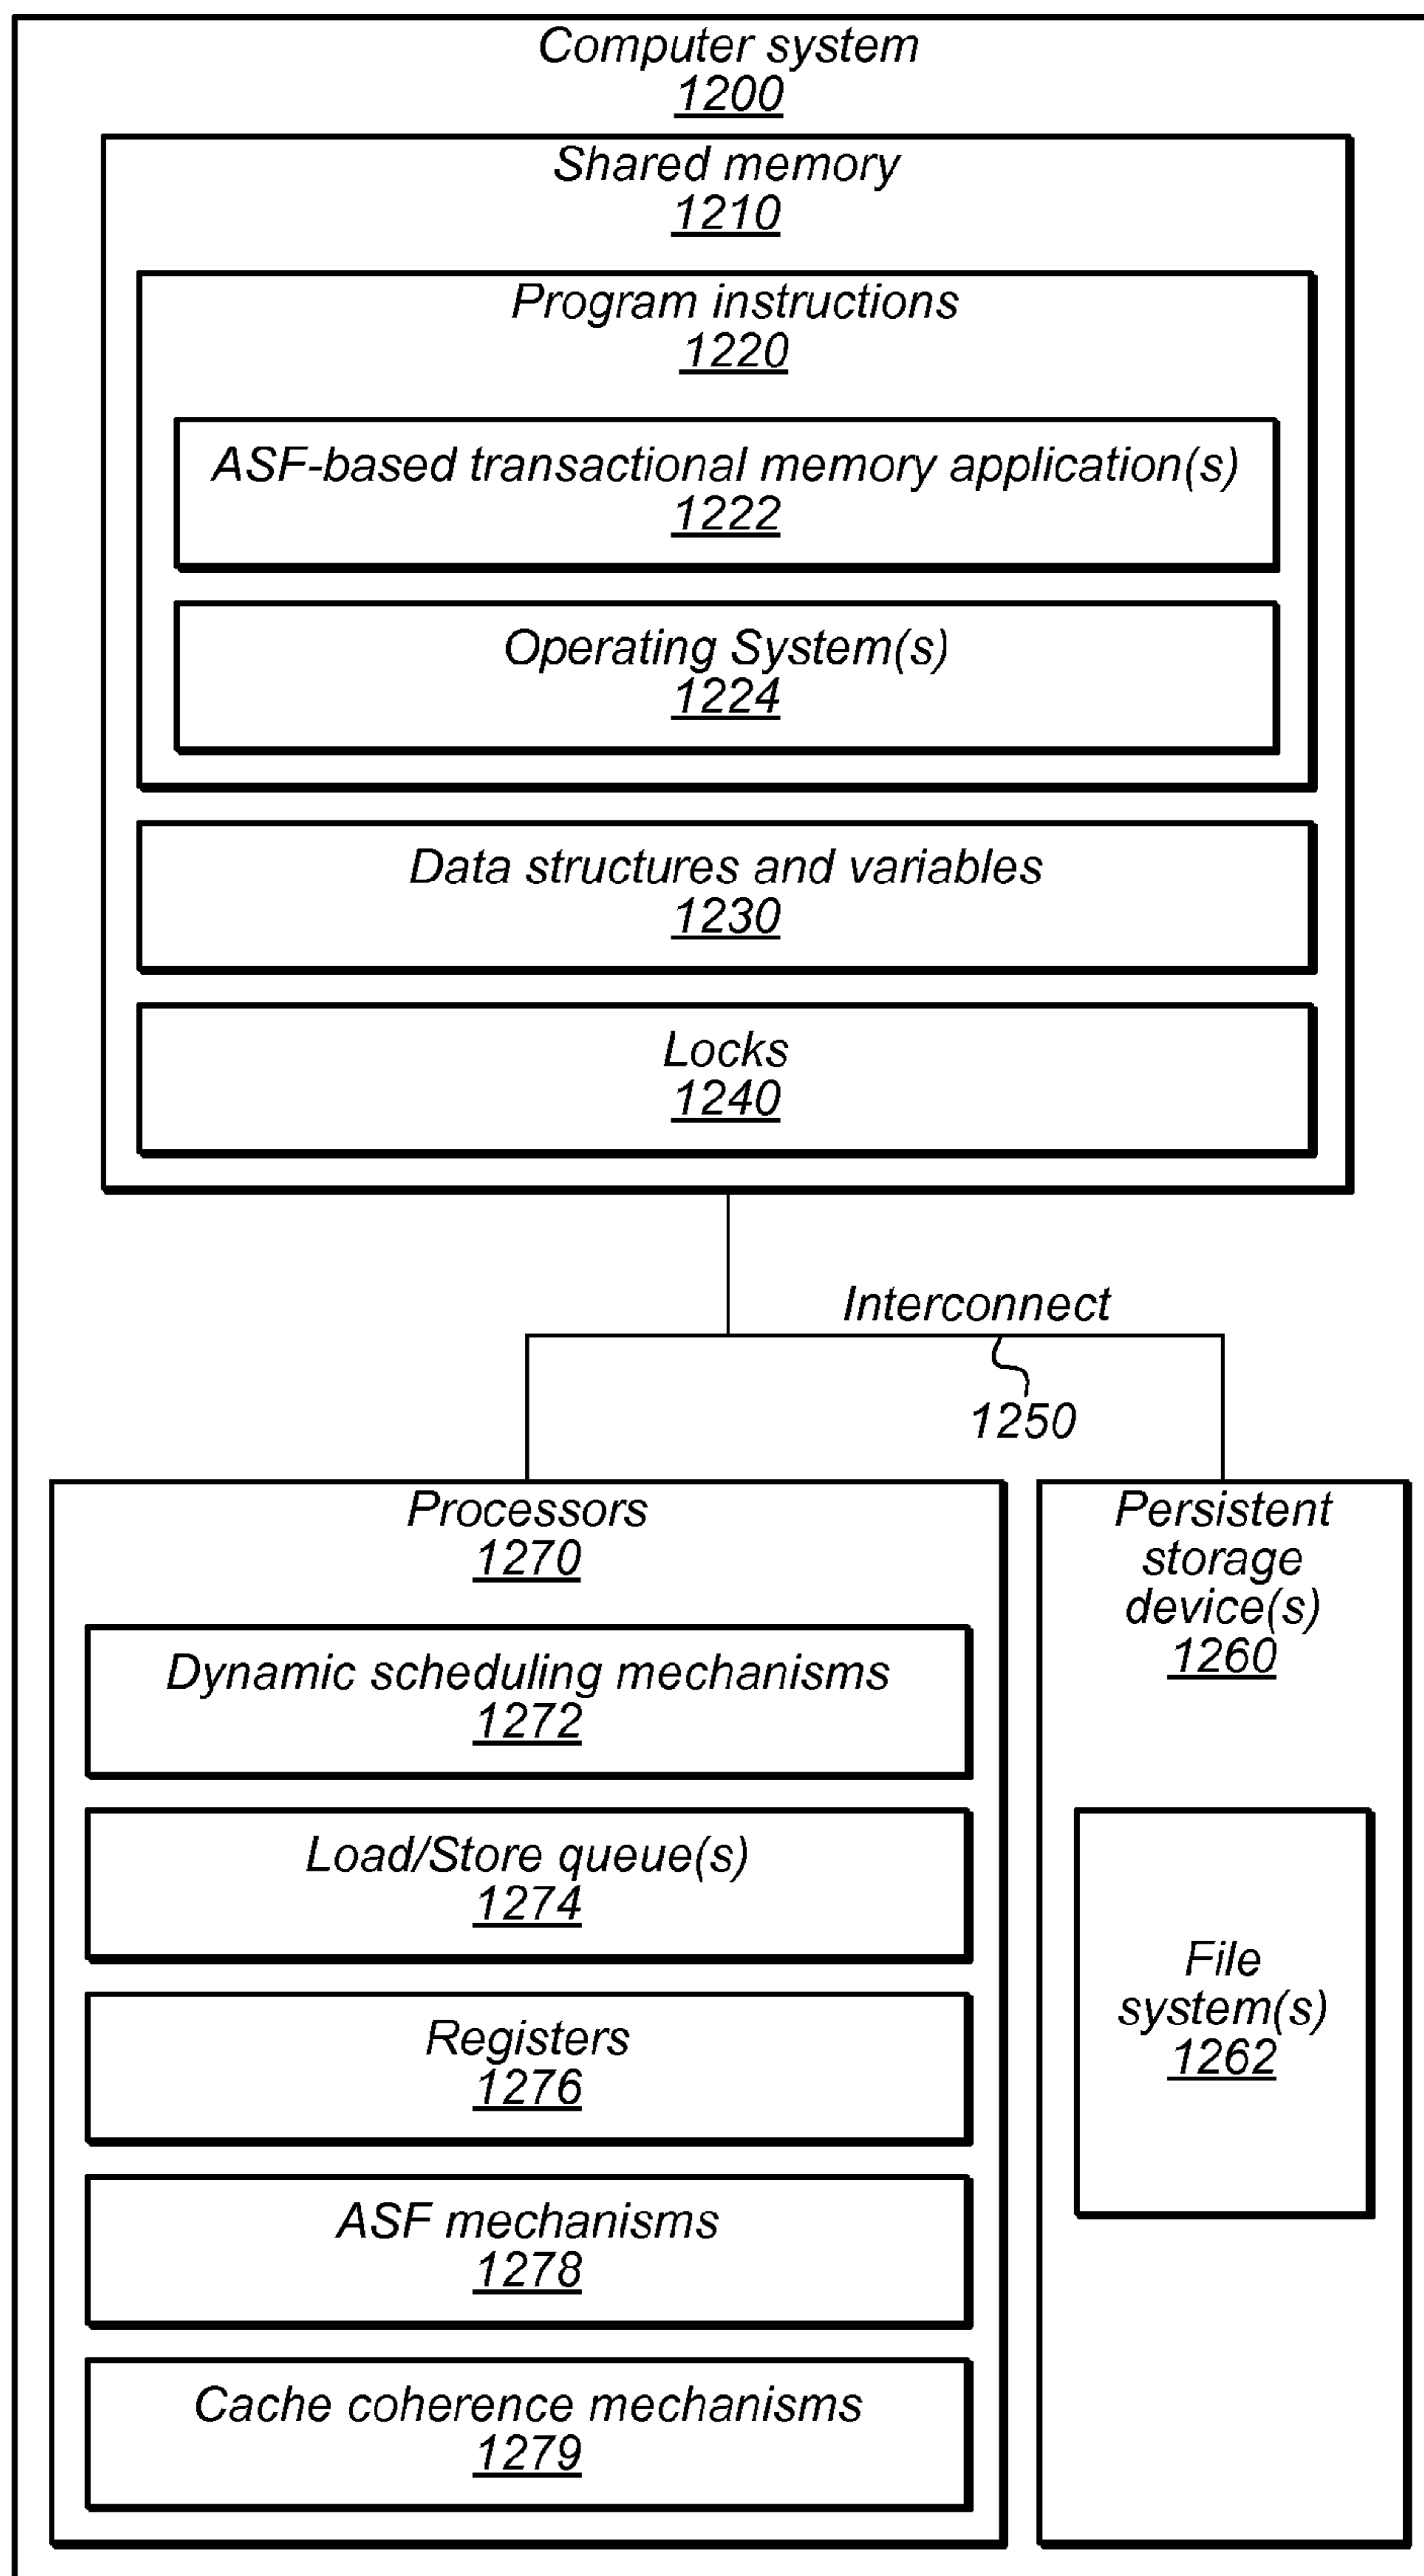 Computer system
1200
Shared memory
1210
Program instructions
1220
ASF-based transactional memory application(s)
1222
Operating System(s)
1224
Data structures and variables
1230
Locks
1240
Interconnect
1250
Processors
1270
Dynamic scheduling mechanisms
1272
Load/Store queue(s)
1274
Registers
1276
ASF mechanisms
1278
Cache coherence mechanisms
1279
Persistent
storage
device(s)
1260
File
system(s)
1262